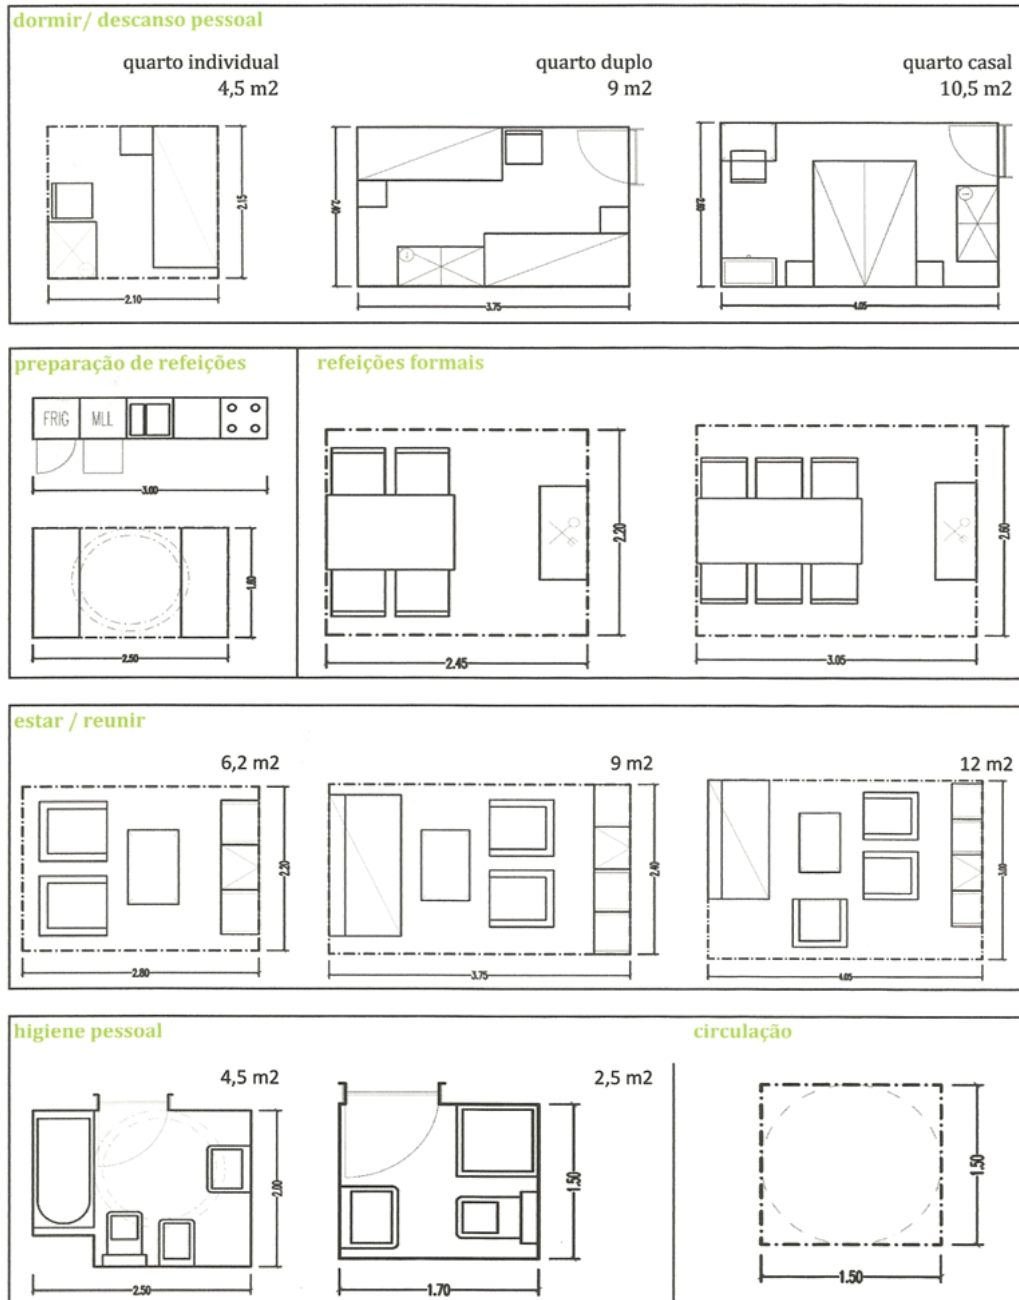 dormir/ descanso pessoal
quarto individual
4,5 m2
quarto duplo
9 m2
quarto casal
10,5 m2
2.15
2.10
2.40
3.75
2.60
4.05
preparação de refeições
refeições formais
FRIG
MLL
3.00
1.80
2.50
2.20
2.45
2.60
3.05
estar / reunir
6,2 m2
9 m2
12 m2
2.20
2.80
2.40
3.75
3.00
4.05
higiene pessoal
circulação
4,5 m2
2,5 m2
2.00
2.50
1.50
1.70
1.50
1.50